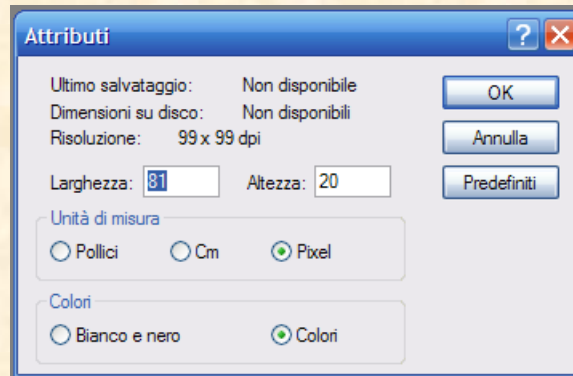 Attributi
Ultimo salvataggio: Non disponibile
Dimensioni su disco: Non disponibili
Risoluzione: 99 x 99 dpi
Larghezza: 81 Altezza: 20
Unità di misura
Pollici Cm Pixel
Colori
Bianco e nero Colori
OK
Annulla
Predefiniti